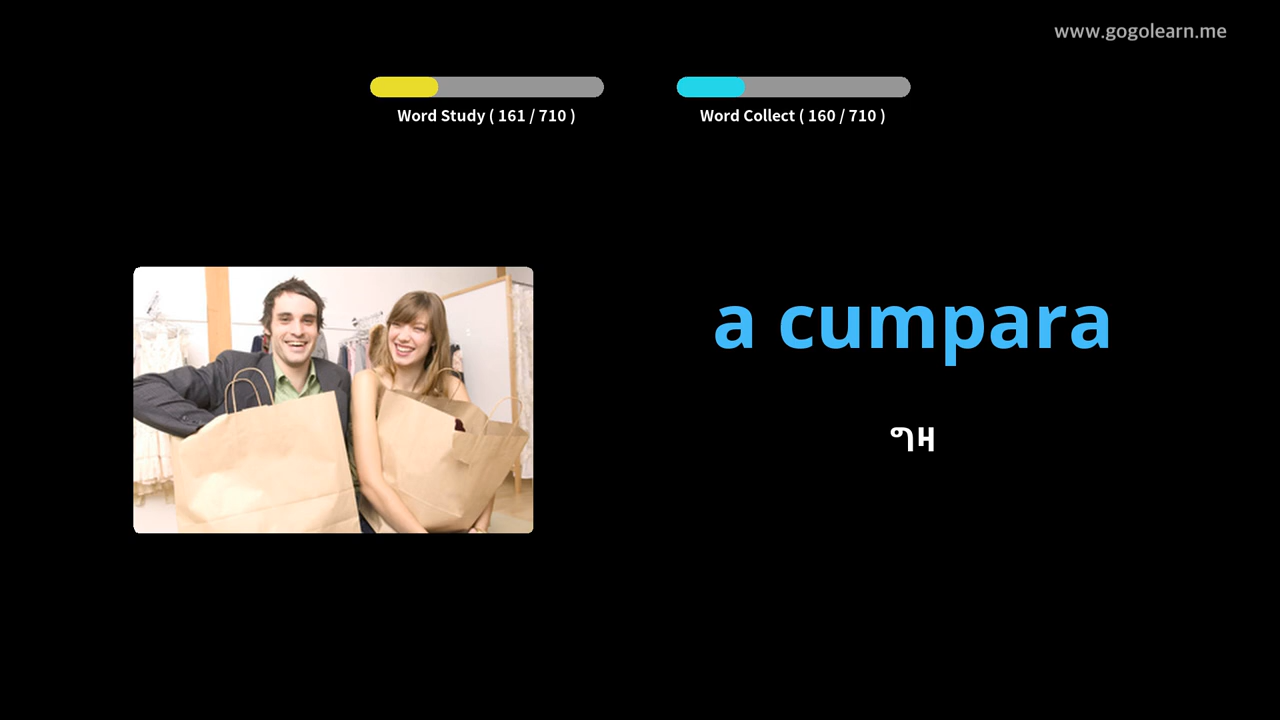 www.gogolearn.me
Word Study ( 161 / 710 )
Word Collect ( 160 / 710 )
a cumpara
ግዛ